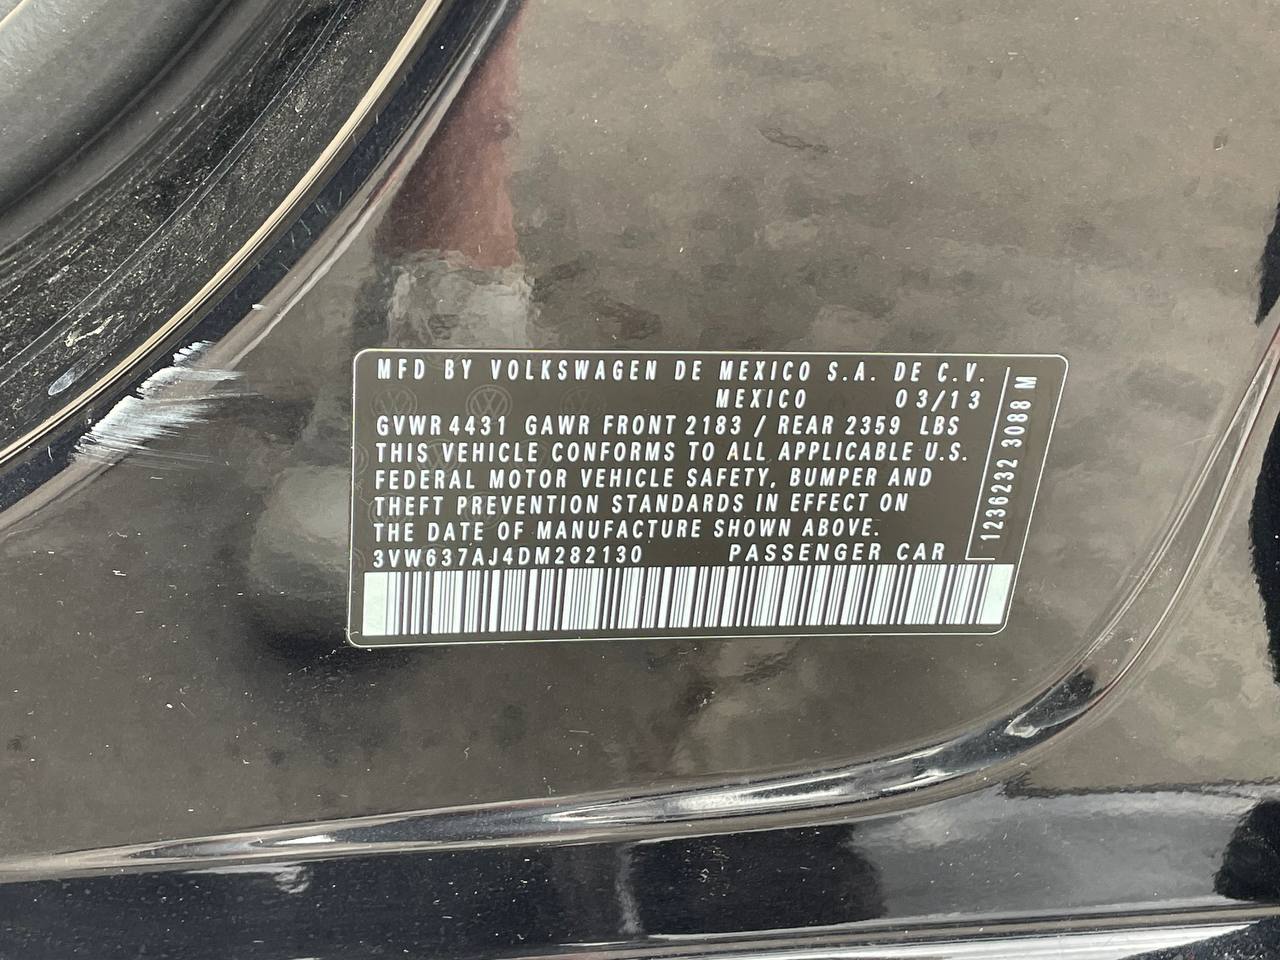 MFD BY VOLKSWAGEN DE MEXICO S.A. DE C.V.
MEXICO 03/13
GVWR 4431 GAWR FRONT 2183 / REAR 2359 LBS
THIS VEHICLE CONFORMS TO ALL APPLICABLE U.S.
FEDERAL MOTOR VEHICLE SAFETY, BUMPER AND
THEFT PREVENTION STANDARDS IN EFFECT ON
THE DATE OF MANUFACTURE SHOWN ABOVE.
3VW637AJ4DM282130 PASSENGER CAR
1236232 3088 M